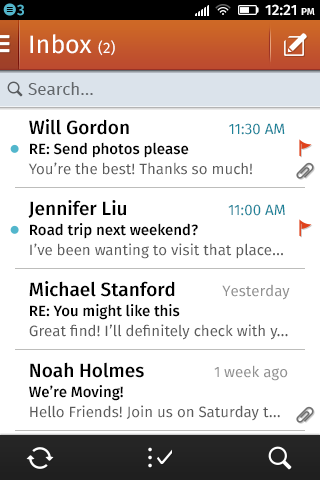 3 12:21 PM
Inbox (2)
Search...
Will Gordon 11:30 AM
RE: Send photos please
You're the best! Thanks so much!
Jennifer Liu 11:00 AM
Road trip next weekend?
I've been wanting to visit that place...
Michael Stanford Yesterday
RE: You might like this
Great find! I'll definitely check with y...
Noah Holmes 1 week ago
We're Moving!
Hello Friends! Join us on Saturday t...